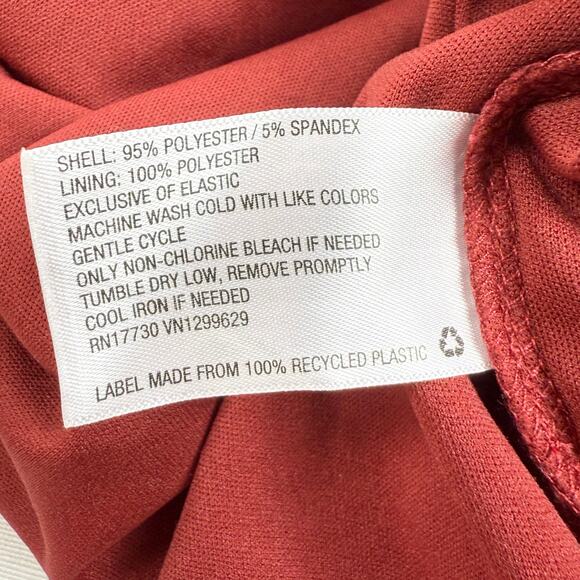 SHELL: 95% POLYESTER / 5% SPANDEX
LINING: 100% POLYESTER
EXCLUSIVE OF ELASTIC
MACHINE WASH COLD WITH LIKE COLORS
GENTLE CYCLE
ONLY NON-CHLORINE BLEACH IF NEEDED
TUMBLE DRY LOW, REMOVE PROMPTLY
COOL IRON IF NEEDED
RN17730 VN1299629
LABEL MADE FROM 100% RECYCLED PLASTIC